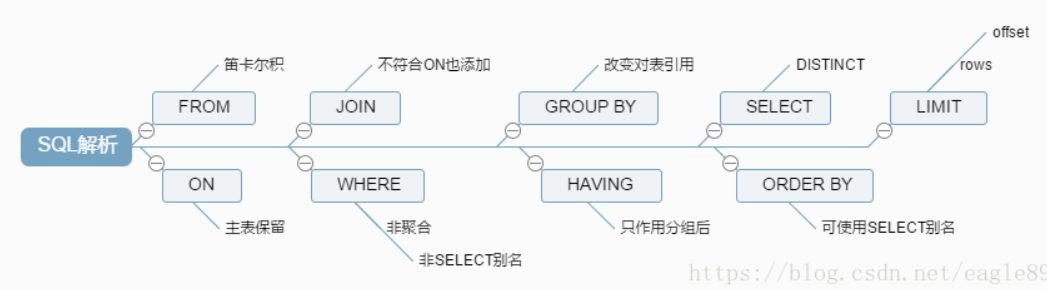 offset
笛卡尔积
不符合ON也添加
改变对表引用
DISTINCT
rows
FROM
JOIN
GROUP BY
SELECT
LIMIT
SQL解析
ON
WHERE
HAVING
ORDER BY
主表保留
非聚合
只作用分组后
可使用SELECT别名
非SELECT别名
https://blog.csdn.net/eagle89